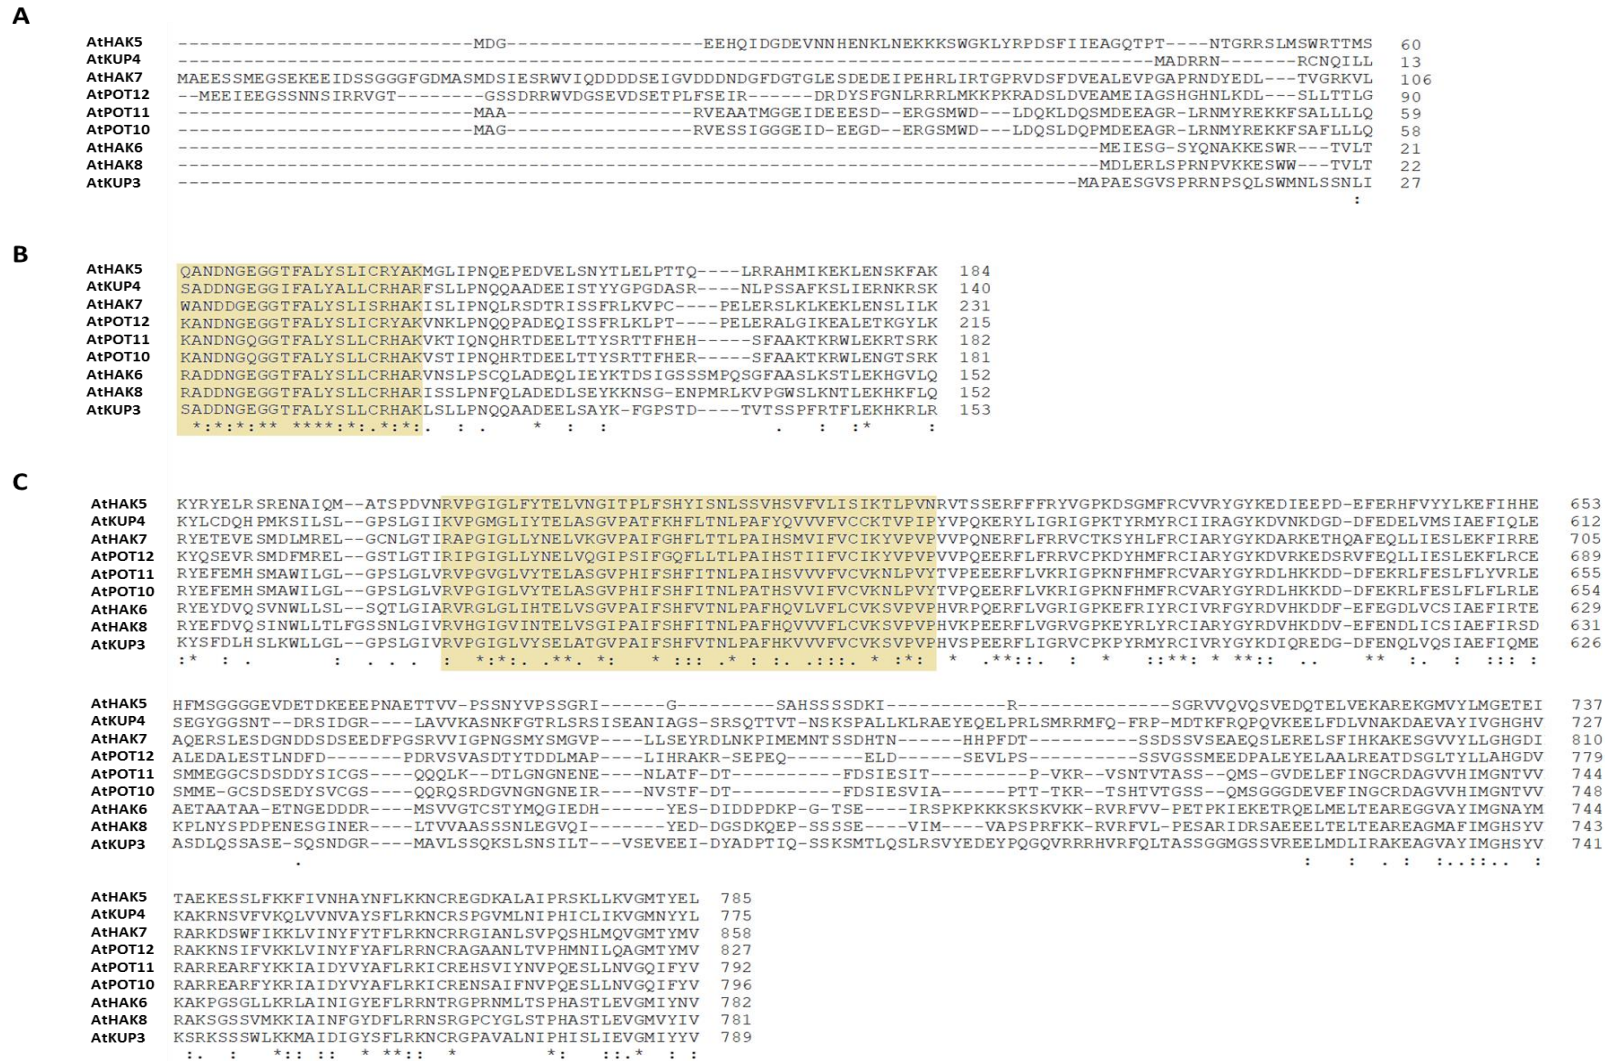 A
AtHAK5 -----------------------------------MDG-----------------------EEHQIDGDEVNNHENKLNEKKKSWGKLYRPDSFIIEAGQTPT----NTGRRSLMSWRTTMS 60
AtKUP4 ------------------------------------------------------------------------------------------MADRRN-----RCNQILL 13
AtHAK7 MAEESSMEGSEKEEIDSSGGGFGDMASMDSIESRWVIQDDDDSEIGVDDDNDGFDGTGLESDEDEIPEHRLIRTGPRVDSFDVEALEVPGAPRNDYEDL---TVGRKVL 106
AtPOT12 --MEEIEEGSSNNSIRRVGT--------GSSDRRWVDGSEVDSETPLFSEIR-------DRDYSFGNLRRRLMKKPKRADSLDVEAMEIAGSHGHNLKDL---SLLTTLG 90
AtPOT11 -----------------------------------MAA-----------------RVEAATMGGEIDEEESD--ERGSMWD---LDQKLDQSMDEEAGR-LRNMYREKKFSALLLLQ 59
AtPOT10 -----------------------------------MAG-----------------RVESSIGGGEID-EEGD--ERGSMWD---LDQSLDQPMDEEAGR-LRNMYREKKFSAFLLLQ 58
AtHAK6 -------------------------------------------------------------------------------------MEIESG-SYQNAKKESWR---TVLT 21
AtHAK8 -------------------------------------------------------------------------------------MDLERLSPRNPVKKESWW---TVLT 22
AtKUP3 -----------------------------------------------------------------------------------MAPAESGVSPRRNPSQLSWMNLSSNLI 27
:
B
AtHAK5 QANDNGEGGTFALYSLICRYAKMGLIPNQEPEDVELSNYTLELPTTQ----LRRAHMIKEKLENSKFAK 184
AtKUP4 SADDNGEGGIFALYALLCRHARFSLLPNQQAADEEISTYYGPGDASR----NLPSSAFKSLIERNKRSK 140
AtHAK7 WANDDGEGGTFALYSLISRHAKISLIPNQLRSDTRISSFRLKVPC----PELERSLKLKEKLENSLILK 231
AtPOT12 KANDNGEGGTFALYSLICRYAKVNKLPNQQPADEQISSFRLKLPT----PELERALGIKEALETKGYLK 215
AtPOT11 KANDNGQGGTFALYSLLCRHAKVKTIQNQHRTDEELTTYSRTTFHEH-----SFAAKTKRWLEKRTSRK 182
AtPOT10 KANDNGQGGTFALYSLLCRHAKVSTIPNQHRTDEELTTYSRTTFHER-----SFAAKTKRWLENGTSRK 181
AtHAK6 RADDNGEGGTFALYSLLCRHARVNSLPSCQLADEQLIEYKTDSIGSSSMPQSGFAASLKSTLEKHGVLQ 152
AtHAK8 RADDNGEGGTFALYSLLCRHARISSLPNFQLADEDLSEYKKNSG-ENPMRLKVPGWSLKNTLEKHKFLQ 152
AtKUP3 SADDNGEGGTFALYSLLCRHAKLSLLPNQQAADEELSAYK-FGPSTD----TVTSSPFRTFLEKHKRLR 153
*:*:*:** ****:*:.*:*:. : . * : : . : :* :
C
AtHAK5 KYRYELRSRENAIQM--ATSPDVNRVPGIGLFYTELVNGITPLFSHYISNLSSVHSVFVLISIKTLPVNRVTSSERFFFRYVGPKDSGMFRCVVRYGYKEDIEEPD-EFERHFVYYLKEFIHHE 653
AtKUP4 KYLCDQHPMKSILSL--GPSLGIIKVPGMGLIYTELASGVPATFKHFLTNLPAFYQVVVFVCCKTVPIPYVPQKERYLIGRIGPKTYRMYRCIIRAGYKDVNKDGD-DFEDELVMSIAEFIQLE 612
AtHAK7 RYETEVESMDLMREL--GCNLGTIRAPGIGLLYNELVKGVPAIFGHFLTTLPAIHSMVIFVCIKYVPVPVVPQNERFLFRRVCTKSYHLFRCIARYGYKDARKETHQAFEQLLIESLEKFIRRE 705
AtPOT12 KYQSEVRSMDFMREL--GSTLGTIRIPGIGLLYNELVQGIPSIFGQFLLTLPAIHSTIIFVCIKYVPVPVVPQEERFLFRRVCPKDYHMFRCIARYGYKDVRKEDSRVFEQLLIESLEKFLRCE 689
AtPOT11 RYEFEMHSMAWILGL--GPSLGLVRVPGVGLVYTELASGVPHIFSHFITNLPAIHSVVVFVCVKNLPVYTVPEEERFLVKRIGPKNFHMFRCVARYGYRDLHKKDD-DFEKRLFESLFLYVRLE 655
AtPOT10 RYEFEMHSMAWILGL--GPSLGLVRVPGIGLVYTELASGVPHIFSHFITNLPAIHSVVVFVCVKNLPVYTVPEEERFLVKRIGPKNFHMFRCVARYGYRDLHKKDD-DFEKRLFESLFLFLRLE 654
AtHAK6 RYEYDVQSVNWLLSL--SQTLGIARVRGLGLIHTELVSGVPAIFSHFVTNLPAFHQVLVFLCVKSVPVPHVRPQERFLVGRIGPKEYRIYRCIVRFGYRDVHKDDF-EFEGDLVCSIAEFIRTE 629
AtHAK8 RYEFDVQSINWLLTLFGSSNLGIVRVHGIGVINTELVSGIPAIFSHFITNLPAFHQVVVFLCVKSVPVPHVKPEERFLVGRIGPKEYRLYRCIARYGYRDVHKDDV-EFENDLICSIAEFIRSD 631
AtKUP3 KYSFDLHSLKWLLGL--GPSLGIVRVPGIGLVYSELATGVPAIFSHFVTNLPAFHKVVVFVCVKSVPVPHVSPEERFLIGRVCPKPYRMYRCIVRYGYKDIQREDG-DFENQLVQSIAEFIQME 626
:* : . : . . . : *:*:.**. *: * ::: . * : :. .:::. * :*: * .**::. : * :**: * **:: .. ** :. : ::: :
AtHAK5 HFMSGGGGEVDETDKEEEPNAETTVV-PSSNYVPSSGRI------G---------SAHSSSSDKI-----------R--------------SGRVVQVQSVEDQTELVEKAREKGMVYLMGETEI 737
AtKUP4 SEGYGGSNT--DRSIDGR----LAVVKASNKFGTRLSRSISEANIAGS-SRSQTTVT-NSKSPALLKLRAEYEQELPRLSMRRMFQ-FRP-MDTKFRQPQVKEELFDLVNAKDAEVAYIVGHGHV 727
AtHAK7 AQERSLESDGNDDSDSEEDFPGSRVVIGPNGSMYSMGVP----LLSEYRDLNKPIMEMNTSSDHTN------HHPFDT----------SSDSSVSEAEQSLERELSFIHKAKESGVVYLLGHGDI 810
AtPOT12 ALEDALESTLNDFD-----PDRVSVASDTYTDDLMAP----LIHRAKR-SEPEQ-----ELD----SEVLPS----------SSVGSSMEEDPALEYELAALREATDSGLTYLLAHGDV 779
AtPOT11 SMMEGGCSDSDDYSICGS----QQQLK--DTLGNGNENE----NLATF-DT----------FDSIESIT-----------P-VKR--VSNTVTASS--QMS-GVDELEFINGCRDAGVVHIMGNTVV 744
AtPOT10 SMME-GCSDSEDYSVCGS----QQRQSRDGVNGNGNEIR----NVSTF-DT----------FDSIESVIA---------PTT-TKR--TSHTVTGSS--QMSGGGDEVEFINGCRDAGVVHIMGNTVV 748
AtHAK6 AETAATAA-ETNGEDDDR----MSVVGTCSTYMQGIEDH-------YES-DIDDPDKP-G-TSE----IRSPKPKKKSKSKVKK-RVRFVV-PETPKIEKETRQELMELTEAREGGVAYIMGNAYM 744
AtHAK8 KPLNYSPDPENESGINER----LTVVAASSSNLEGVQI-------YED-DGSDKQEP-SSSSE----VIM-----VAPSPRFKK-RVRFVL-PESARIDRSAEEELTELTEAREAGMAFIMGHSYV 743
AtKUP3 ASDLQSSASE-SQSNDGR----MAVLSSQKSLSNSILT----VSEVEEI-DYADPTIQ-SSKSMTLQSLRSVYEDEYPQGQVRRRHVRFQLTASSGGMGSSVREELMDLIRAKEAGVAYIMGHSYV 741
. : : . : :..::.. :
AtHAK5 TAEKESSLFKKFIVNHAYNFLKKNCREGDKALAIPRSKLLKVGMTYEL 785
AtKUP4 KAKRNSVFVKQLVVNVAYSFLRKNCRSPGVMLNIPHICLIKVGMNYYL 775
AtHAK7 RARKDSWFIKKLVINYFYTFLRKNCRRGIANLSVPQSHLMQVGMTYMV 858
AtPOT12 RAKKNSIFVKKLVINYFYAFLRRNCRAGAANLTVPHMNILQAGMTYMV 827
AtPOT11 RARREARFYKKIAIDYVYAFLRKICREHSVIYNVPQESLLNVGQIFYV 792
AtPOT10 RARREARFYKRIAIDYVYAFLRKICRENSAIFNVPQESLLNVGQIFYV 796
AtHAK6 KAKPGSGLLKRLAINIGYEFLRRNTRGPRNMLTSPHASTLEVGMIYNV 782
AtHAK8 RAKSGSSVMKKIAINFGYDFLRRNSRGPCYGLSTPHASTLEVGMVYIV 781
AtKUP3 KSRKSSSWLKKMAIDIGYSFLRKNCRGPAVALNIPHISLIEVGMIYYV 789
:. : *:: :: * **:: * *: :.* : :